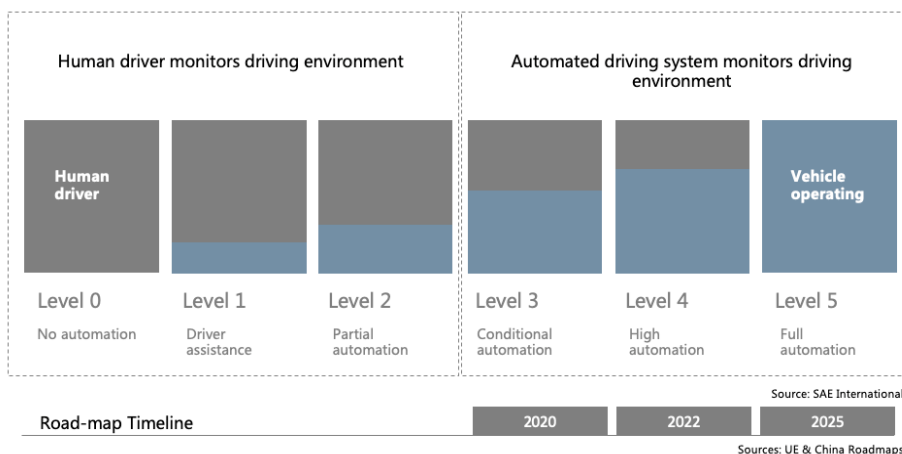 Human driver monitors driving environment
Automated driving system monitors driving
environment
Human
driver
Vehicle
operating
Level 0
No automation
Level 1
Driver
assistance
Level 2
Partial
automation
Level 3
Conditional
automation
Level 4
High
automation
Level 5
Full
automation
Source: SAE International
Road-map Timeline
2020
2022
2025
Sources: UE & China Roadmaps